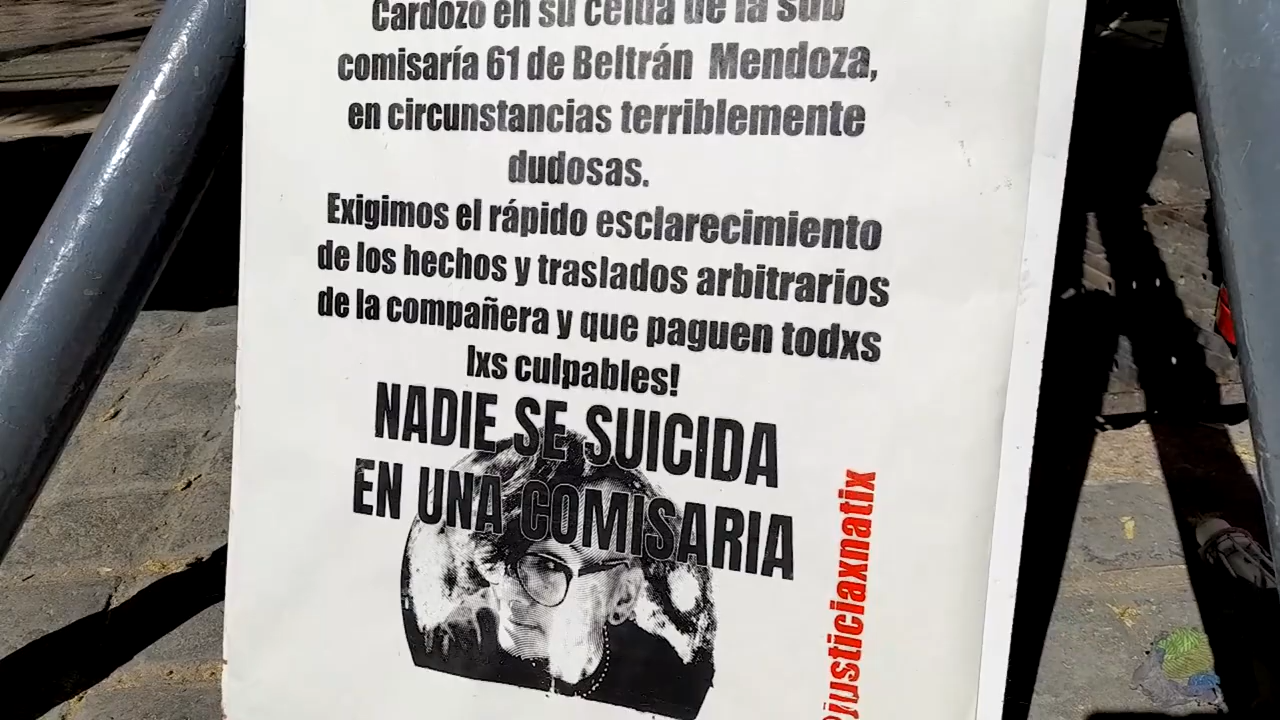 Cardozo en su celda de la sub
comisaría 61 de Beltrán Mendoza,
en circunstancias terriblemente
dudosas.
Exigimos el rápido esclarecimiento
de los hechos y traslados arbitrarios
de la compañera y que paguen todxs
lxs culpables!
NADIE SE SUICIDA
EN UNA COMISARIA
@justiciaxnatix